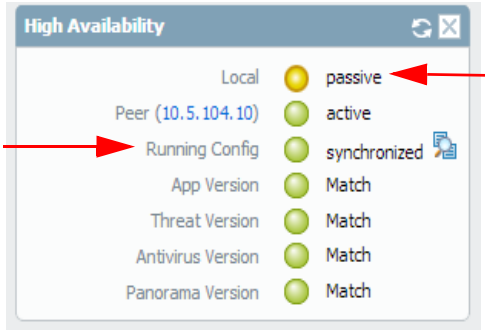 High Availability
Local passive
Peer (10.5.104.10) active
Running Config synchronized
App Version Match
Threat Version Match
Antivirus Version Match
Panorama Version Match